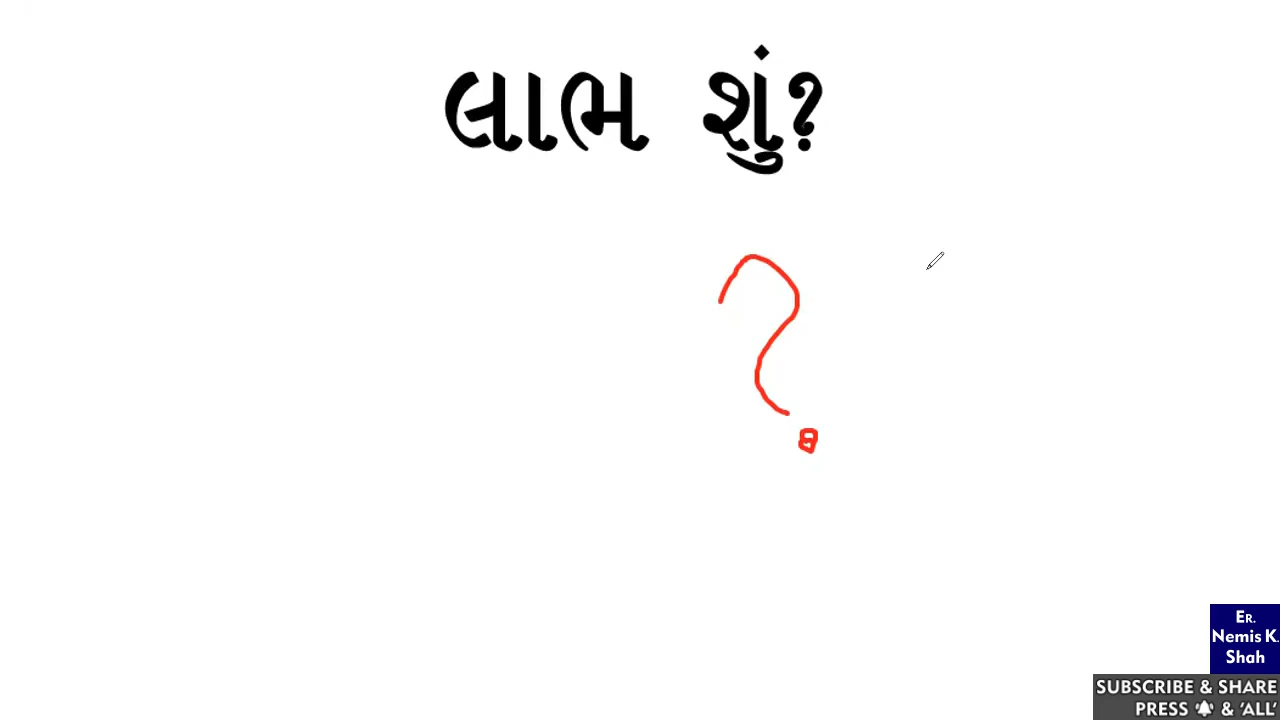 લાભ શું?
?
ER.
Nemis K.
Shah
SUBSCRIBE & SHARE
PRESS 🔔 & ‘ALL’